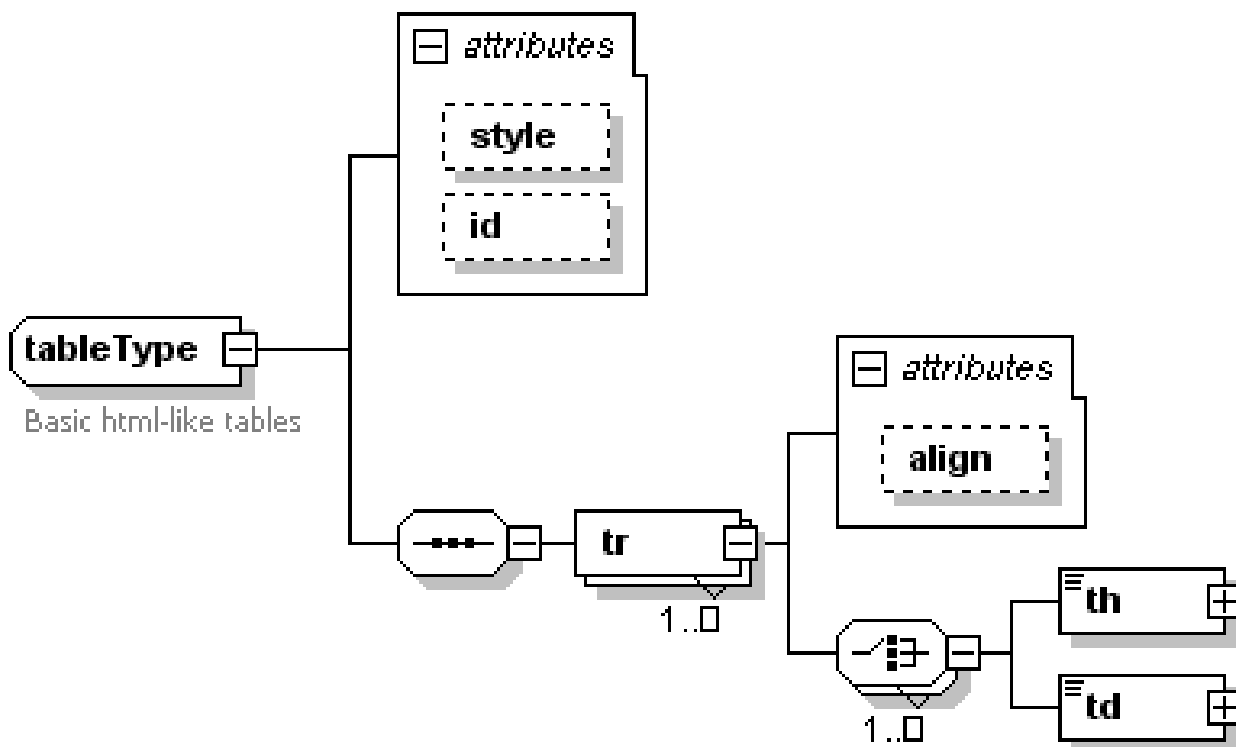 attributes
style
id
tableType
Basic html-like tables
attributes
align
tr
1..□
th
1..□
td